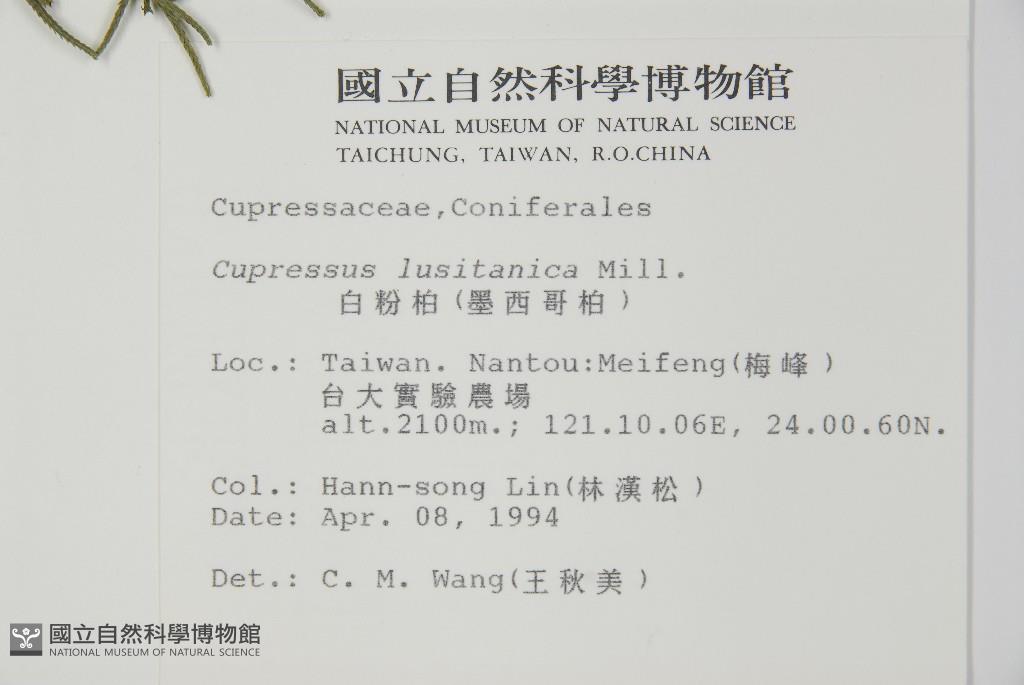 國立自然科學博物館
NATIONAL MUSEUM OF NATURAL SCIENCE
TAICHUNG, TAIWAN, R.O.CHINA
Cupressaceae,Coniferales
Cupressus lusitanica Mill.
白粉柏(墨西哥柏)
Loc.: Taiwan. Nantou:Meifeng(梅峰)
台大實驗農場
alt.2100m.; 121.10.06E, 24.00.60N.
Col.: Hann-song Lin(林漢松)
Date: Apr. 08, 1994
Det.: C. M. Wang(王秋美)
國立自然科學博物館
NATIONAL MUSEUM OF NATURAL SCIENCE